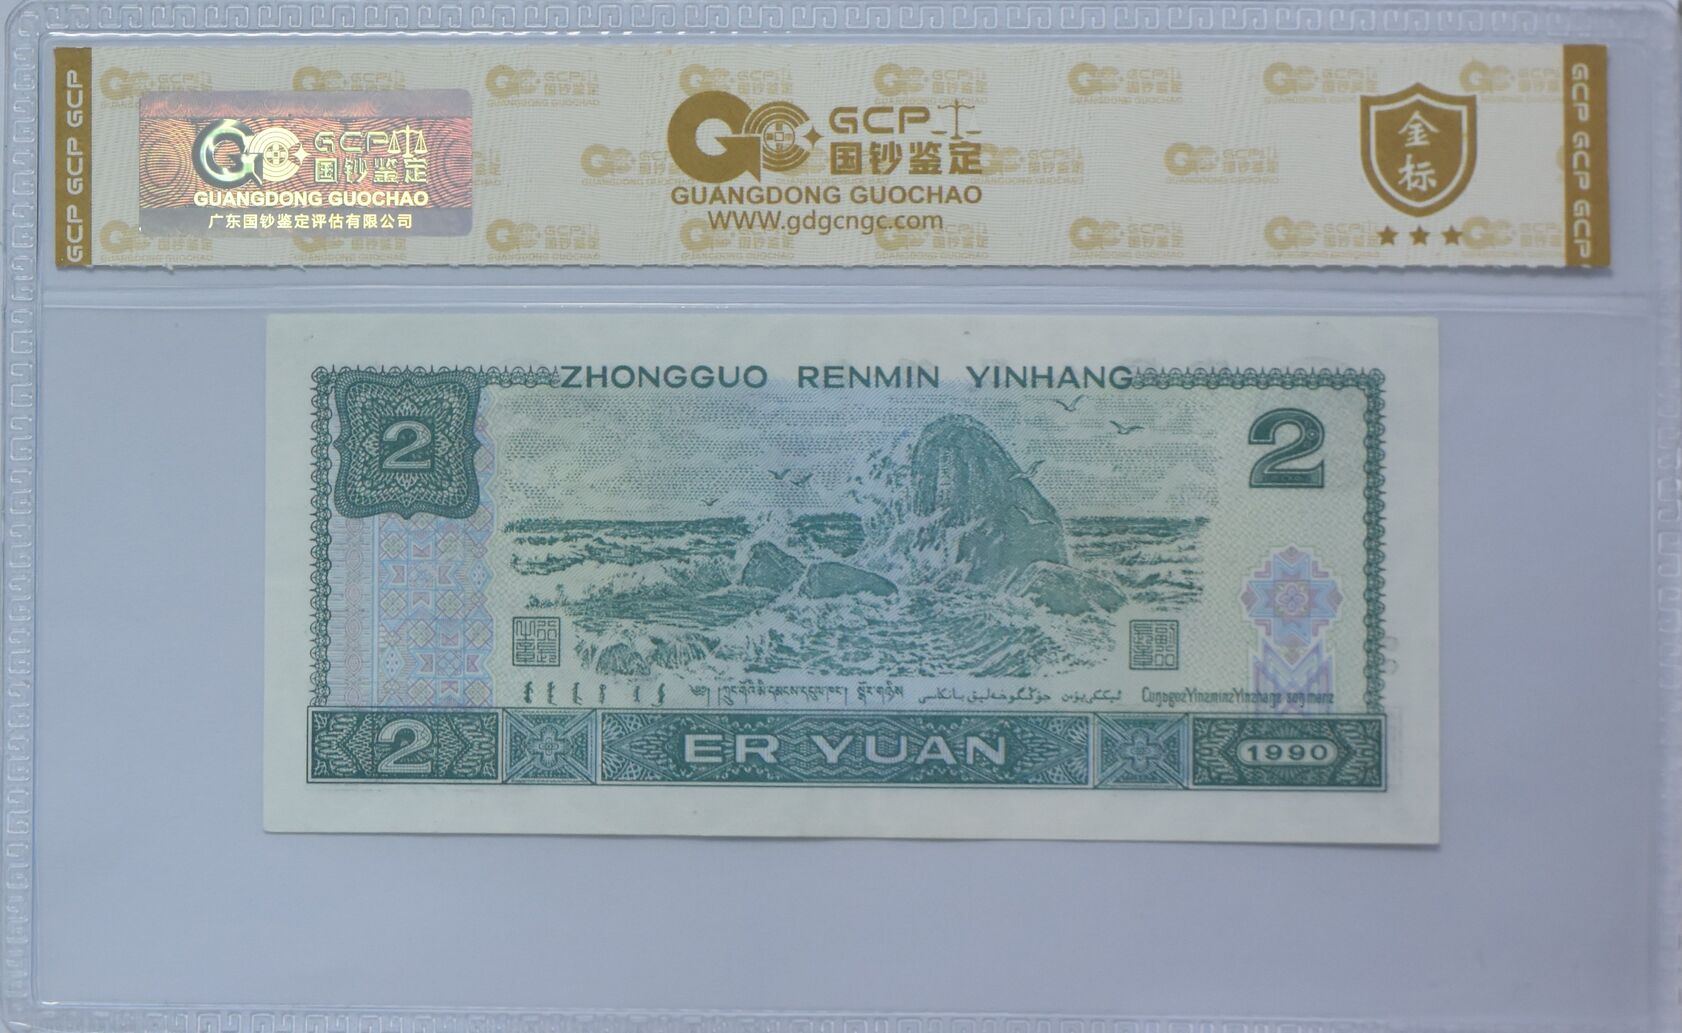 GCP GCP GCP
GCP
国钞鉴定
GUANGDONG GUOCHAO
广东国钞鉴定评估有限公司
GCP
国钞鉴定
GUANGDONG GUOCHAO
WWW.gdgcngc.com
金标
GCP GCP GCP
ZHONGGUO RENMIN YINHANG
2
2
2
ER YUAN
1990